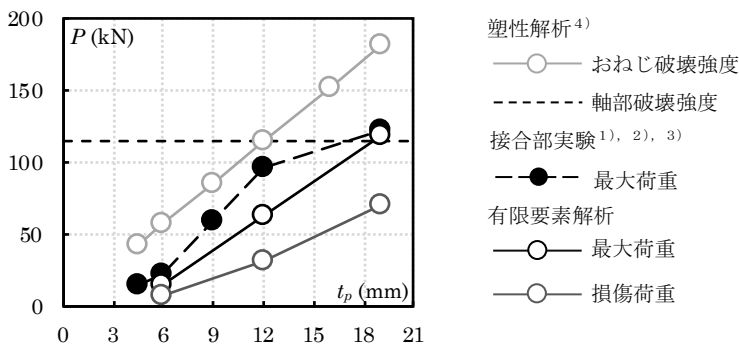 200
150
100
50
0
P (kN)
t_p (mm)
0 3 6 9 12 15 18 21
塑性解析⁴⁾
おねじ破壊強度
軸部破壊強度
接合部実験¹⁾, ²⁾, ³⁾
最大荷重
有限要素解析
最大荷重
損傷荷重